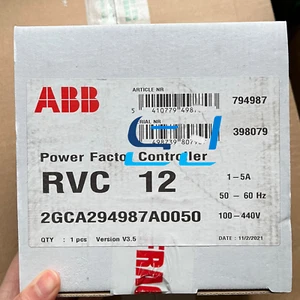 ABB
ARTICLE NR
794987
398079
Power Factor Controller
RVC 12
1-5A
50 - 60 Hz
2GCA294987A0050
100-440V
QTY : 1 pcs Version V3.5
DATE : 11/2/2021